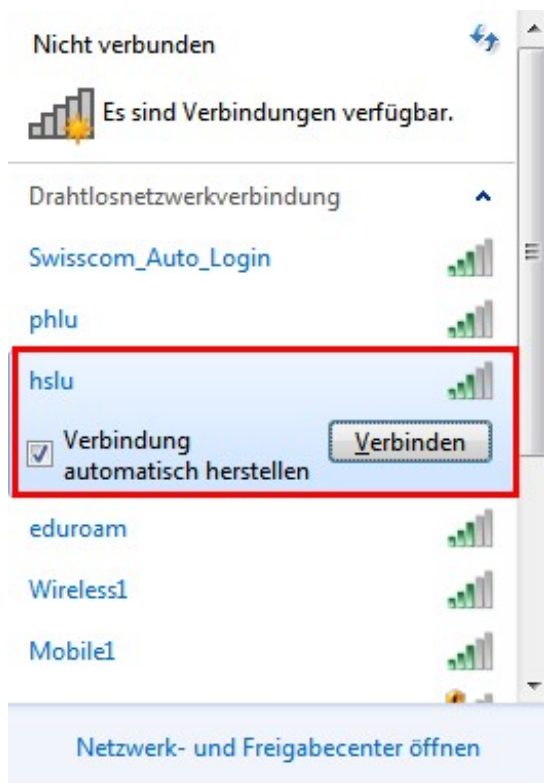 Nicht verbunden
Es sind Verbindungen verfügbar.
Drahtlosnetzwerkverbindung
Swisscom_Auto_Login
phlu
hslu
Verbindung
automatisch herstellen
Verbinden
eduroam
Wireless1
Mobile1
Netzwerk- und Freigabecenter öffnen